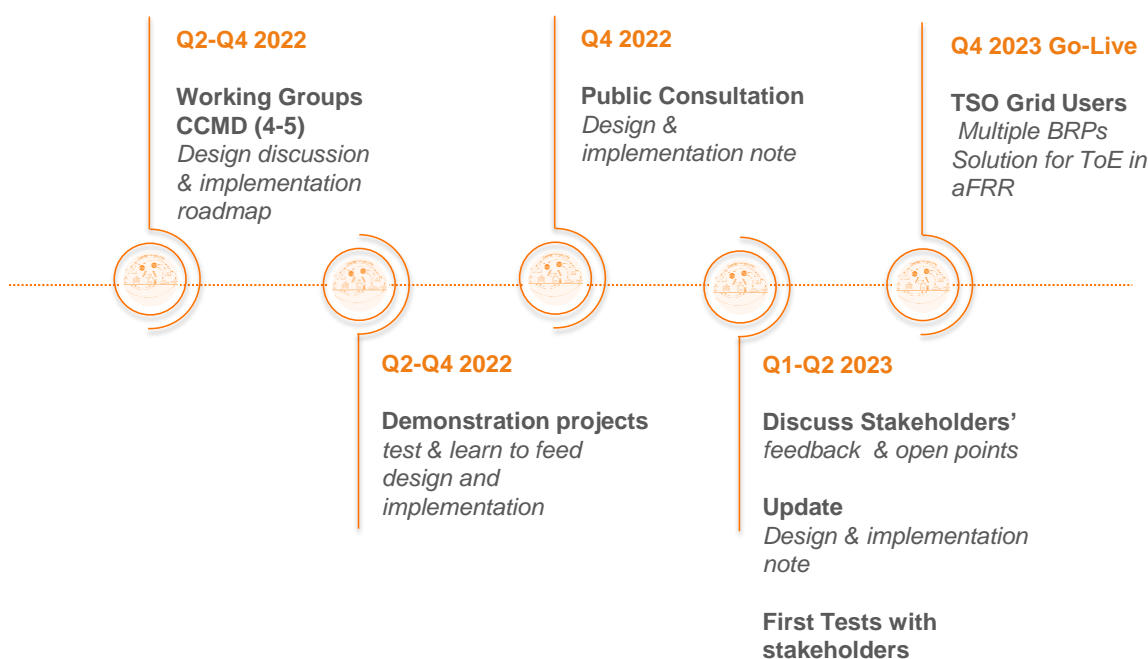 Q2-Q4 2022
Working Groups
CCMD (4-5)
Design discussion
& implementation
roadmap
Q2-Q4 2022
Demonstration projects
test & learn to feed
design and
implementation
Q4 2022
Public Consultation
Design &
implementation note
Q1-Q2 2023
Discuss Stakeholders’
feedback & open points
Update
Design & implementation
note
First Tests with
stakeholders
Q4 2023 Go-Live
TSO Grid Users
Multiple BRPs
Solution for ToE in
aFRR